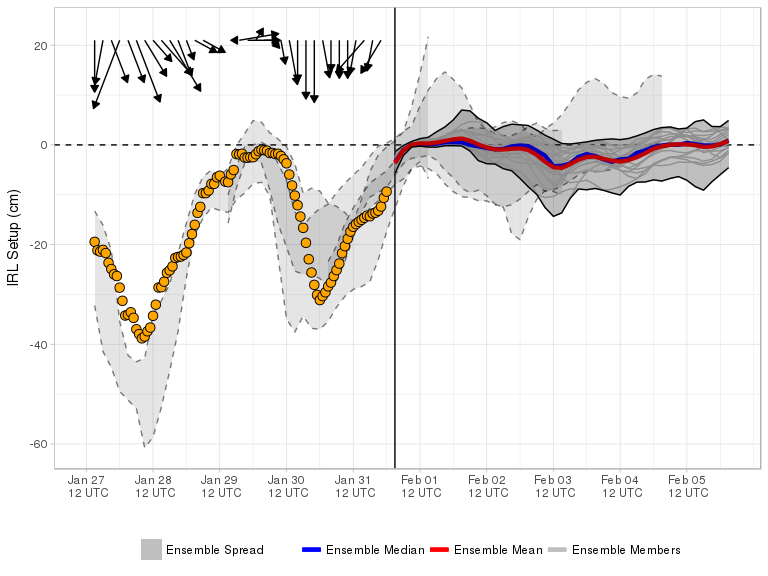 IRL Setup (cm)
20
0
-20
-40
-60
Jan 27 Jan 28 Jan 29 Jan 30 Jan 31 Feb 01 Feb 02 Feb 03 Feb 04 Feb 05
12 UTC 12 UTC 12 UTC 12 UTC 12 UTC 12 UTC 12 UTC 12 UTC 12 UTC 12 UTC
Ensemble Spread Ensemble Median Ensemble Mean Ensemble Members